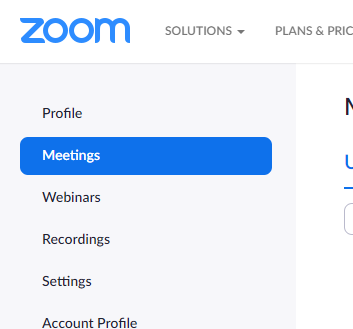 zoom
SOLUTIONS
PLANS & PRIC
Profile
Meetings
Webinars
Recordings
Settings
Account Profile